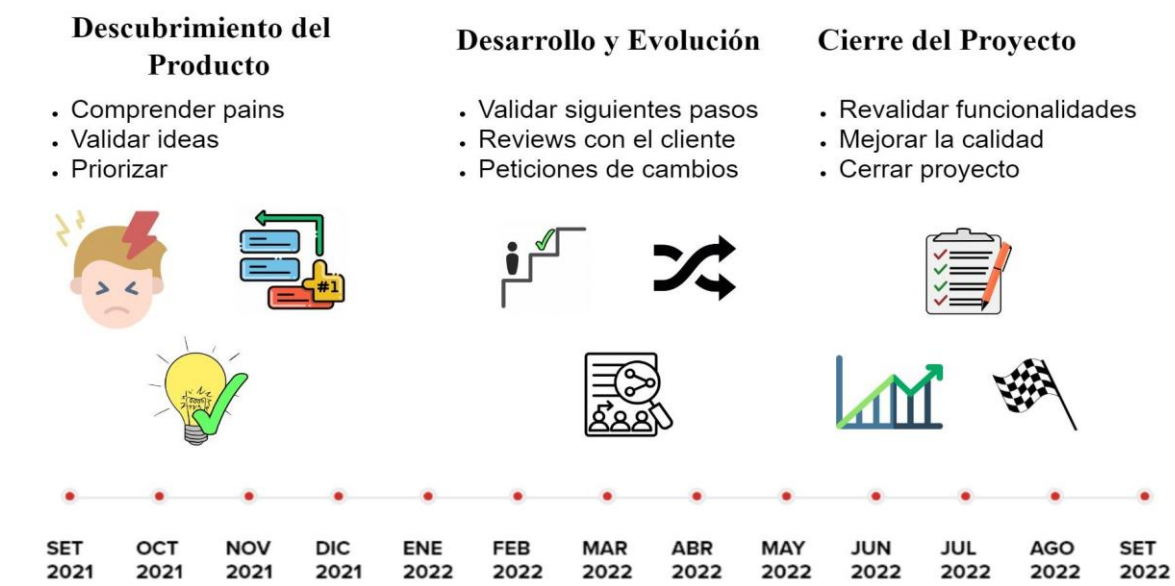 Descubrimiento del
Producto
• Comprender pains
• Validar ideas
• Priorizar
Desarrollo y Evolución
• Validar siguientes pasos
• Reviews con el cliente
• Peticiones de cambios
Cierre del Proyecto
• Revalidar funcionalidades
• Mejorar la calidad
• Cerrar proyecto
#1
SET 2021
OCT 2021
NOV 2021
DIC 2021
ENE 2022
FEB 2022
MAR 2022
ABR 2022
MAY 2022
JUN 2022
JUL 2022
AGO 2022
SET 2022